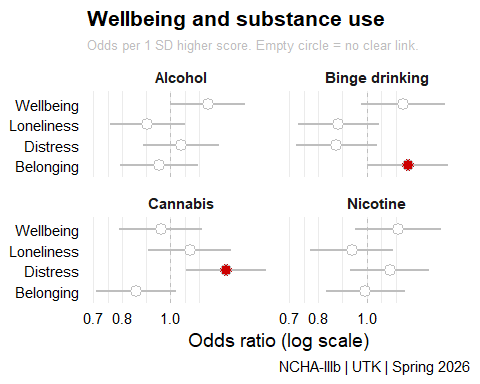 Wellbeing and substance use
Odds per 1 SD higher score. Empty circle = no clear link.
Alcohol Binge drinking
Wellbeing
Loneliness
Distress
Belonging
Cannabis Nicotine
Wellbeing
Loneliness
Distress
Belonging
0.7 0.8 1.0 0.7 0.8 1.0
Odds ratio (log scale)
NCHA-IIIb | UTK | Spring 2026